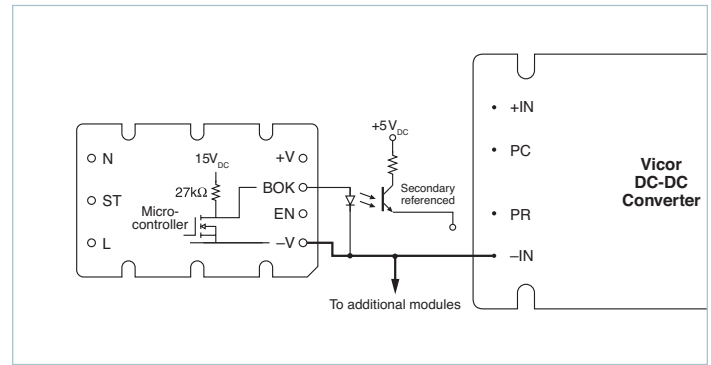 N
ST
L
15V DC
27kΩ
Micro-
controller
+V
BOK
EN
–V
+5 V DC
Secondary
referenced
To additional modules
+IN
PC
PR
–IN
Vicor
DC-DC
Converter